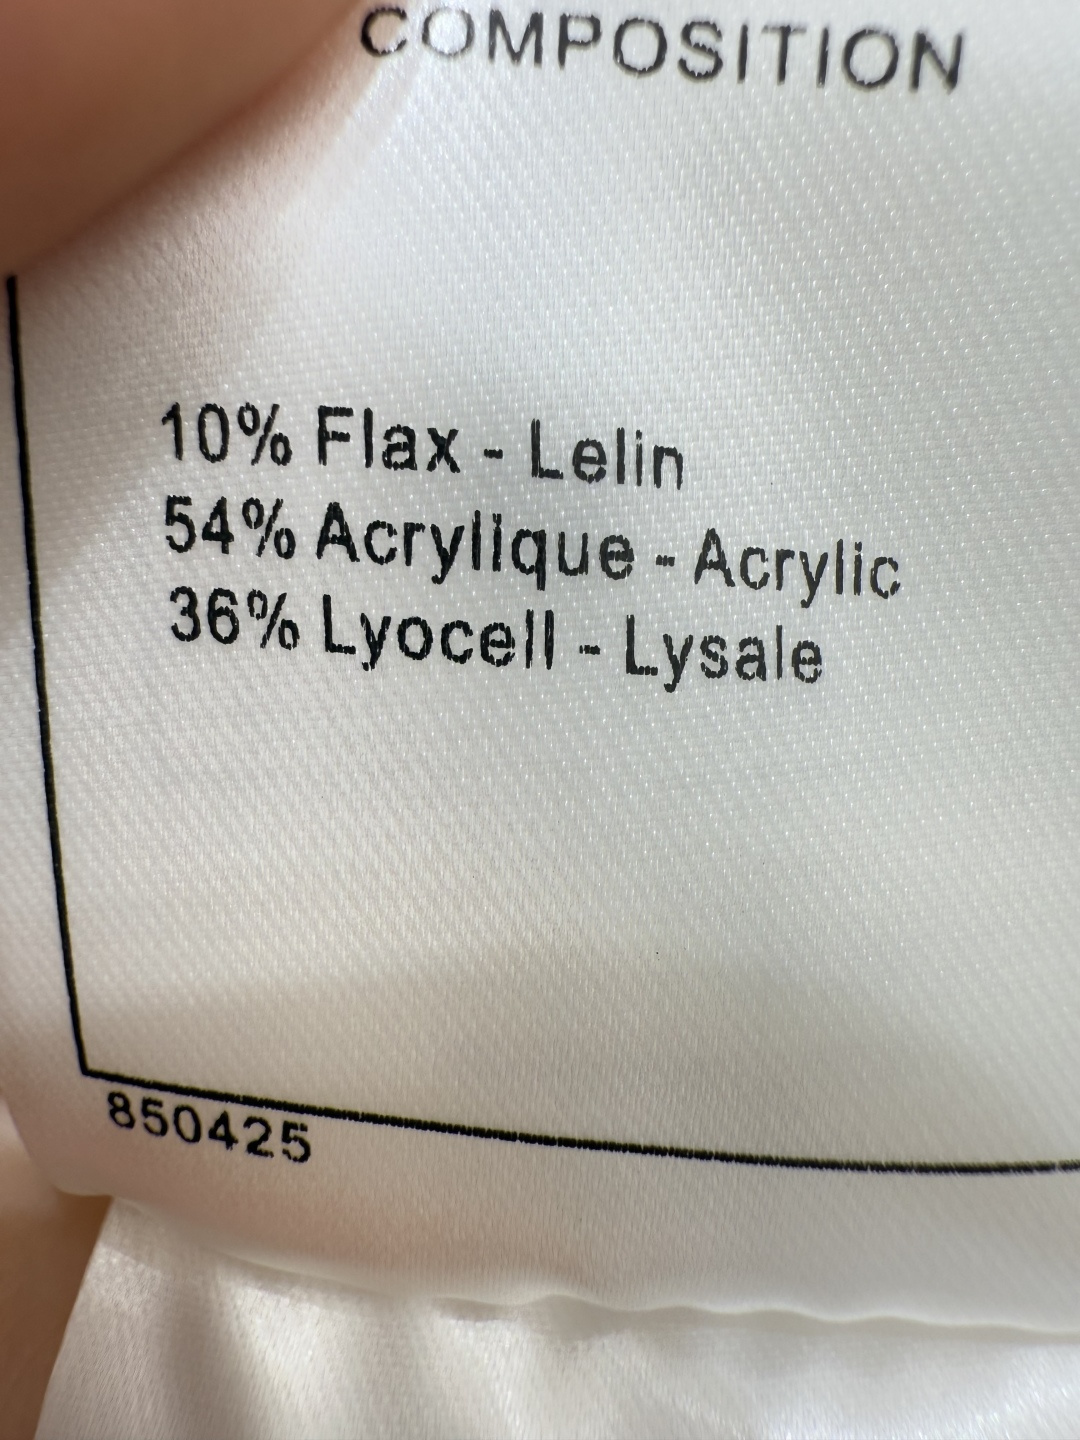 COMPOSITION
10% Flax - Lelin
54% Acrylique - Acrylic
36% Lyocell - Lysale
850425